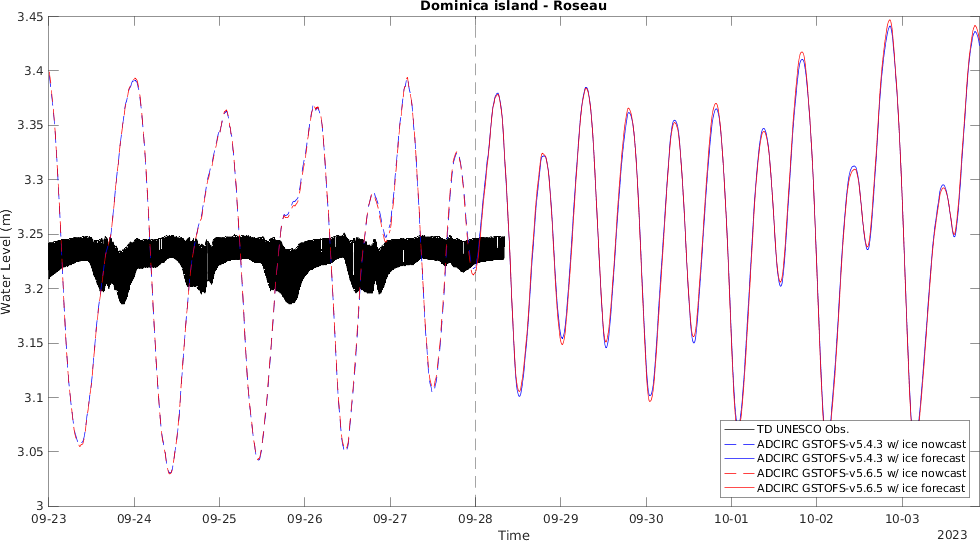 Dominica island - Roseau
3.45
3.4
3.35
3.3
3.25
3.2
3.15
3.1
3.05
3
Water Level (m)
TD UNESCO Obs.
ADCIRC GSTOFS-v5.4.3 w/ ice nowcast
ADCIRC GSTOFS-v5.4.3 w/ ice forecast
ADCIRC GSTOFS-v5.6.5 w/ ice nowcast
ADCIRC GSTOFS-v5.6.5 w/ ice forecast
09-23 09-24 09-25 09-26 09-27 09-28 09-29 09-30 10-01 10-02 10-03
Time
2023